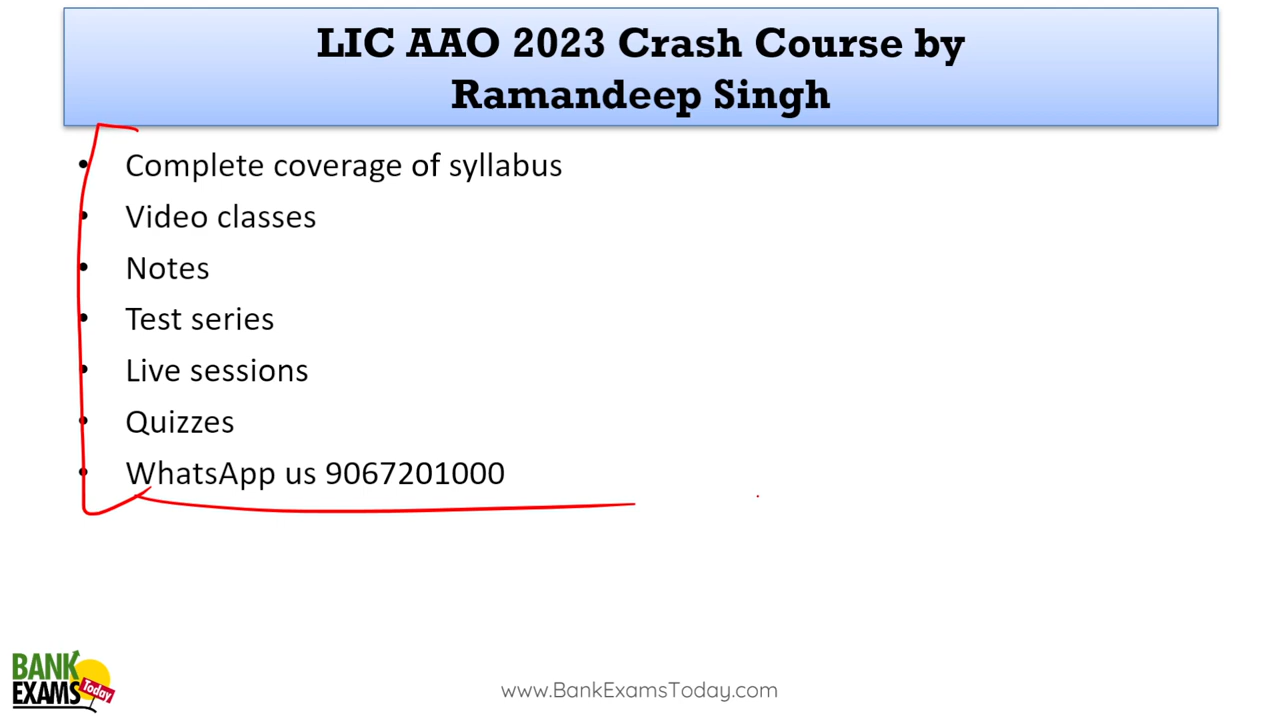 LIC AAO 2023 Crash Course by
Ramandeep Singh
• Complete coverage of syllabus
• Video classes
• Notes
• Test series
• Live sessions
• Quizzes
• WhatsApp us 9067201000
BANK
EXAMS Today
www.BankExamsToday.com